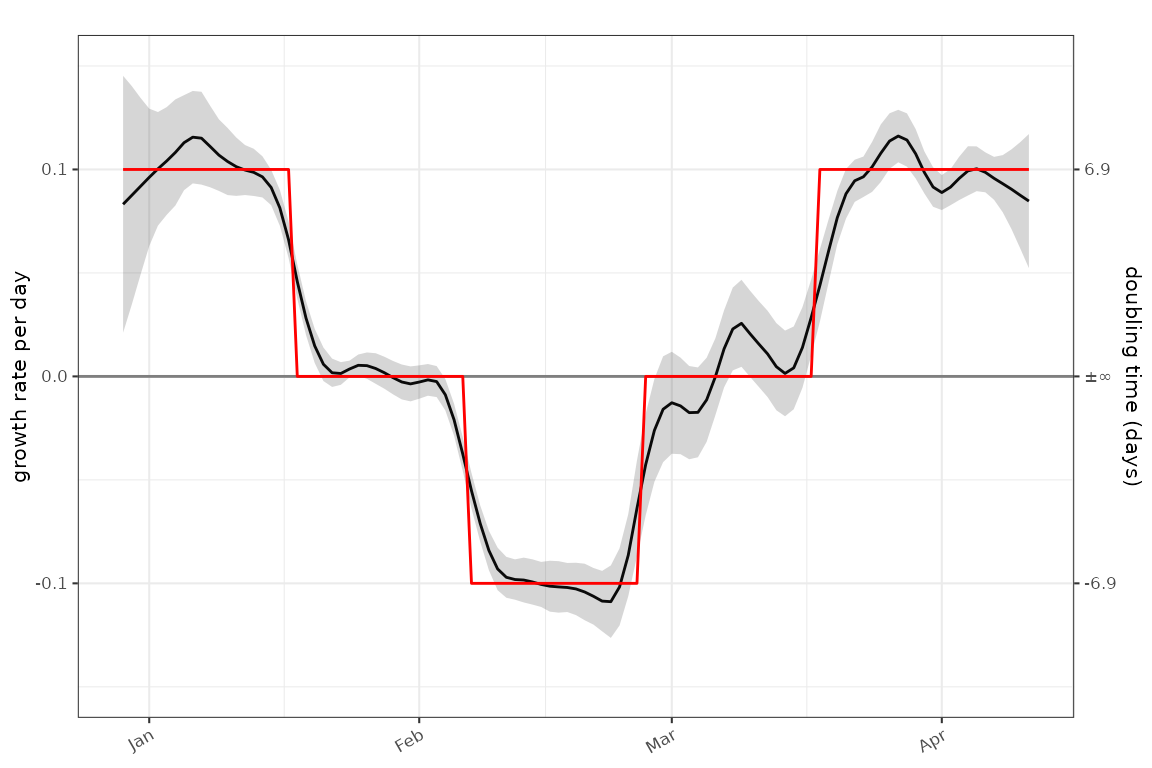 growth rate per day
0.1
0.0
-0.1
Jan
Feb
Mar
Apr
6.9
±∞
-6.9
doubling time (days)